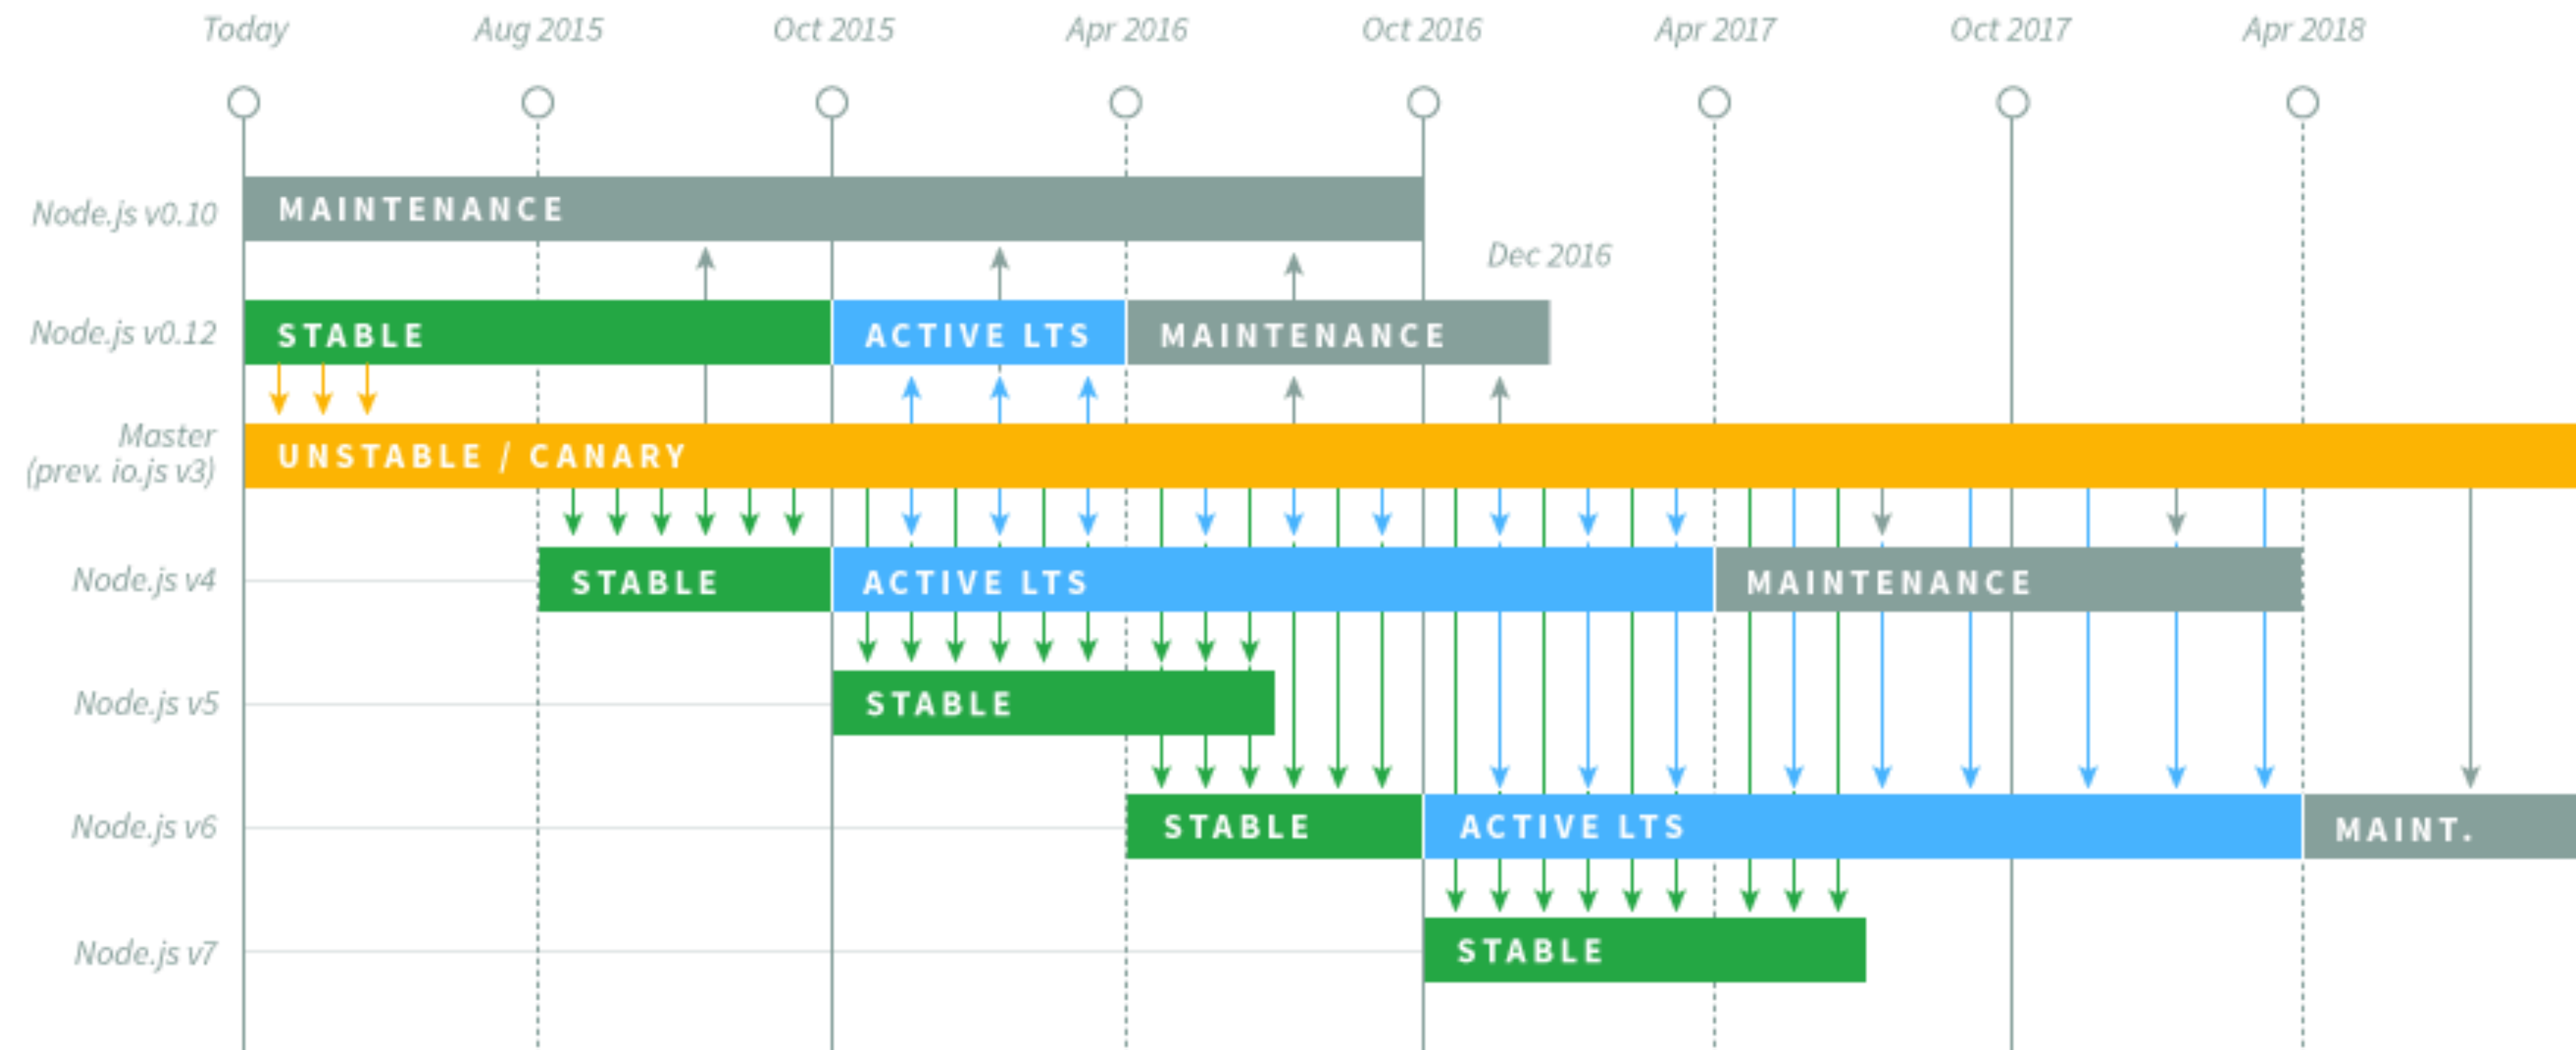 Today
Aug 2015
Oct 2015
Apr 2016
Oct 2016
Apr 2017
Oct 2017
Apr 2018
Node.js v0.10
MAINTENANCE
Dec 2016
Node.js v0.12
STABLE
ACTIVE LTS
MAINTENANCE
Master
(prev. io.js v3)
UNSTABLE / CANARY
Node.js v4
STABLE
ACTIVE LTS
MAINTENANCE
Node.js v5
STABLE
Node.js v6
STABLE
ACTIVE LTS
MAINT.
Node.js v7
STABLE